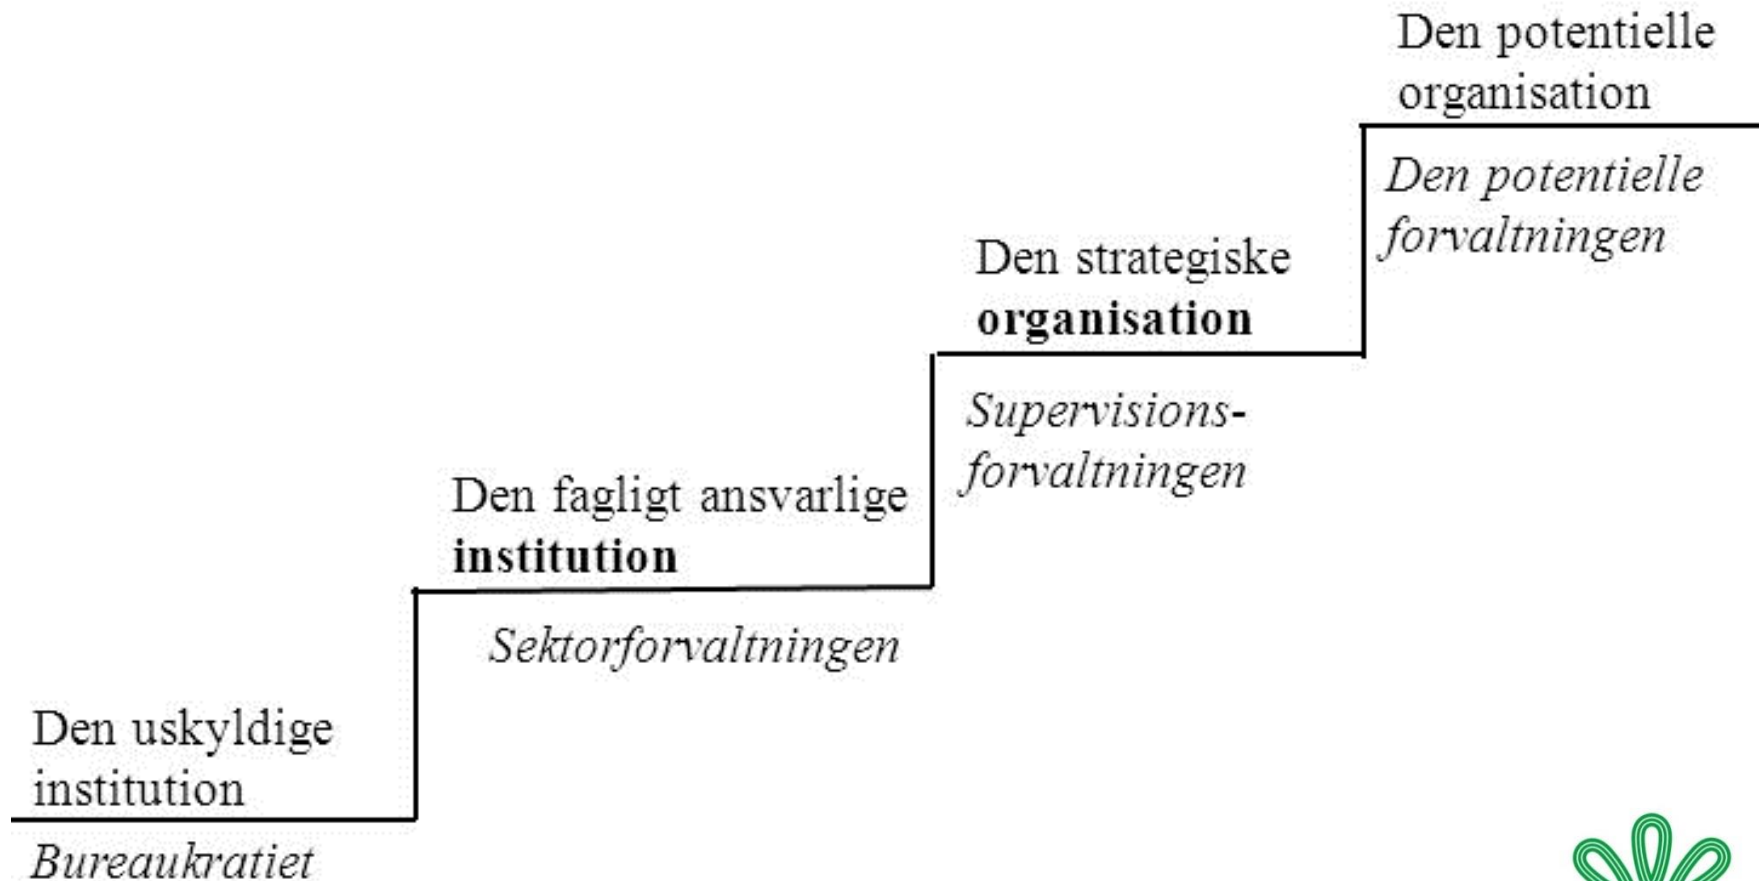 Den potentielle
organisation
Den potentielle
forvaltningen
Den strategiske
organisation
Supervisions-
forvaltningen
Den fagligt ansvarlige
institution
Sektorforvaltningen
Den uskyldige
institution
Bureaukratiet